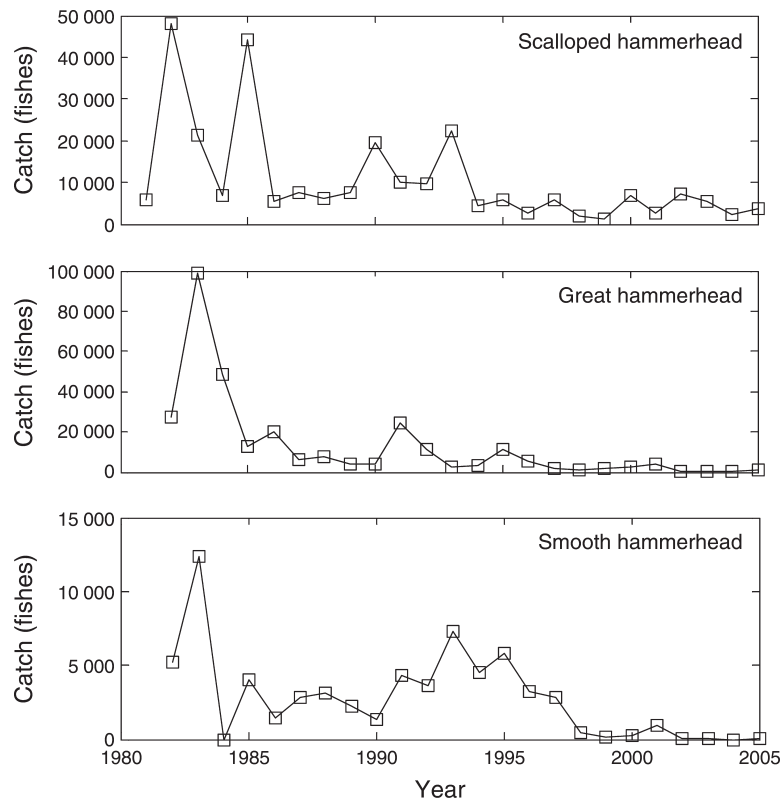 50 000
Scalloped hammerhead
40 000
30 000
20 000
10 000
0
Catch (fishes)
100 000
Great hammerhead
80 000
60 000
40 000
20 000
0
Catch (fishes)
15 000
Smooth hammerhead
10 000
5 000
0
Catch (fishes)
1980 1985 1990 1995 2000 2005
Year